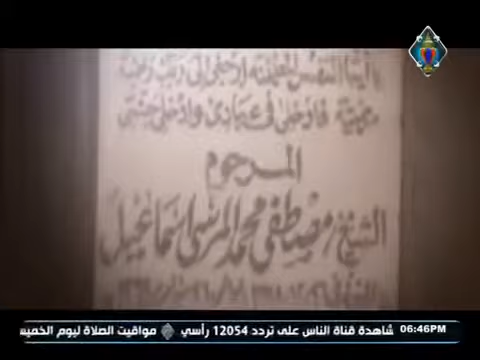 يا أيتها النفس المطمئنة ارجعي إلى ربك راضية
مرضية فادخلي في عبادي وادخلي جنتي
المرحوم
الشيخ / مصطفى محمد المرسى اسماعيل
مواقيت الصلاة ليوم الخميس شاهدة قناة الناس على تردد 12054 رأسي 06:46PM